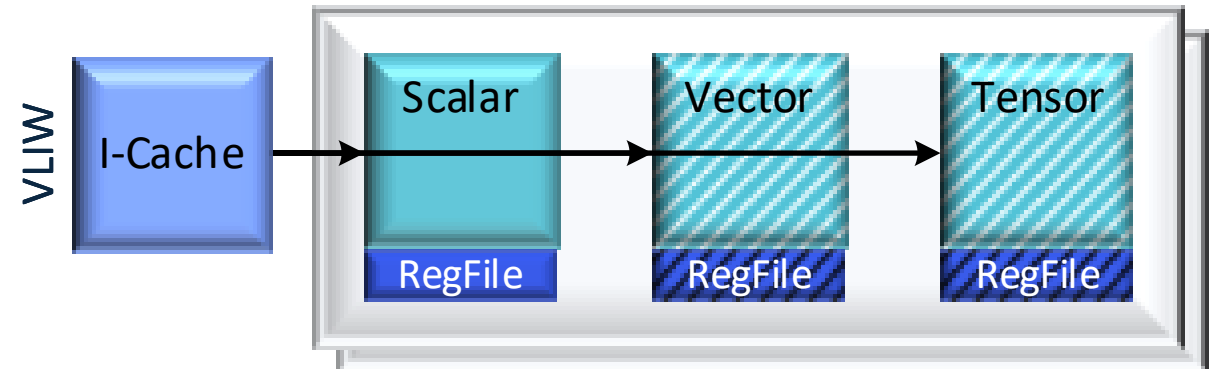 VLIW
I-Cache
Scalar
Vector
Tensor
RegFile
RegFile
RegFile